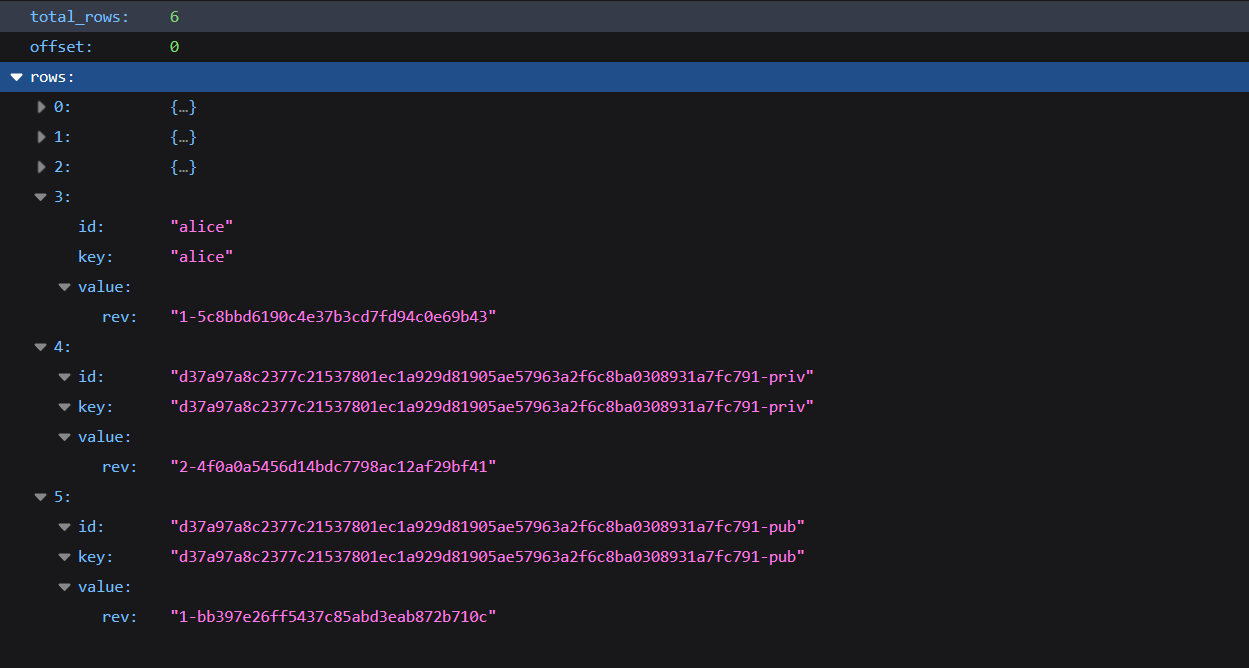 total_rows: 6
offset: 0
rows:
0: {…}
1: {…}
2: {…}
3:
id: "alice"
key: "alice"
value:
rev: "1-5c8bbd6190c4e37b3cd7fd94c0e69b43"
4:
id: "d37a97a8c2377c21537801ec1a929d81905ae57963a2f6c8ba0308931a7fc791-priv"
key: "d37a97a8c2377c21537801ec1a929d81905ae57963a2f6c8ba0308931a7fc791-priv"
value:
rev: "2-4f0a0a5456d14bdc7798ac12af29bf41"
5:
id: "d37a97a8c2377c21537801ec1a929d81905ae57963a2f6c8ba0308931a7fc791-pub"
key: "d37a97a8c2377c21537801ec1a929d81905ae57963a2f6c8ba0308931a7fc791-pub"
value:
rev: "1-bb397e26ff5437c85abd3eab872b710c"